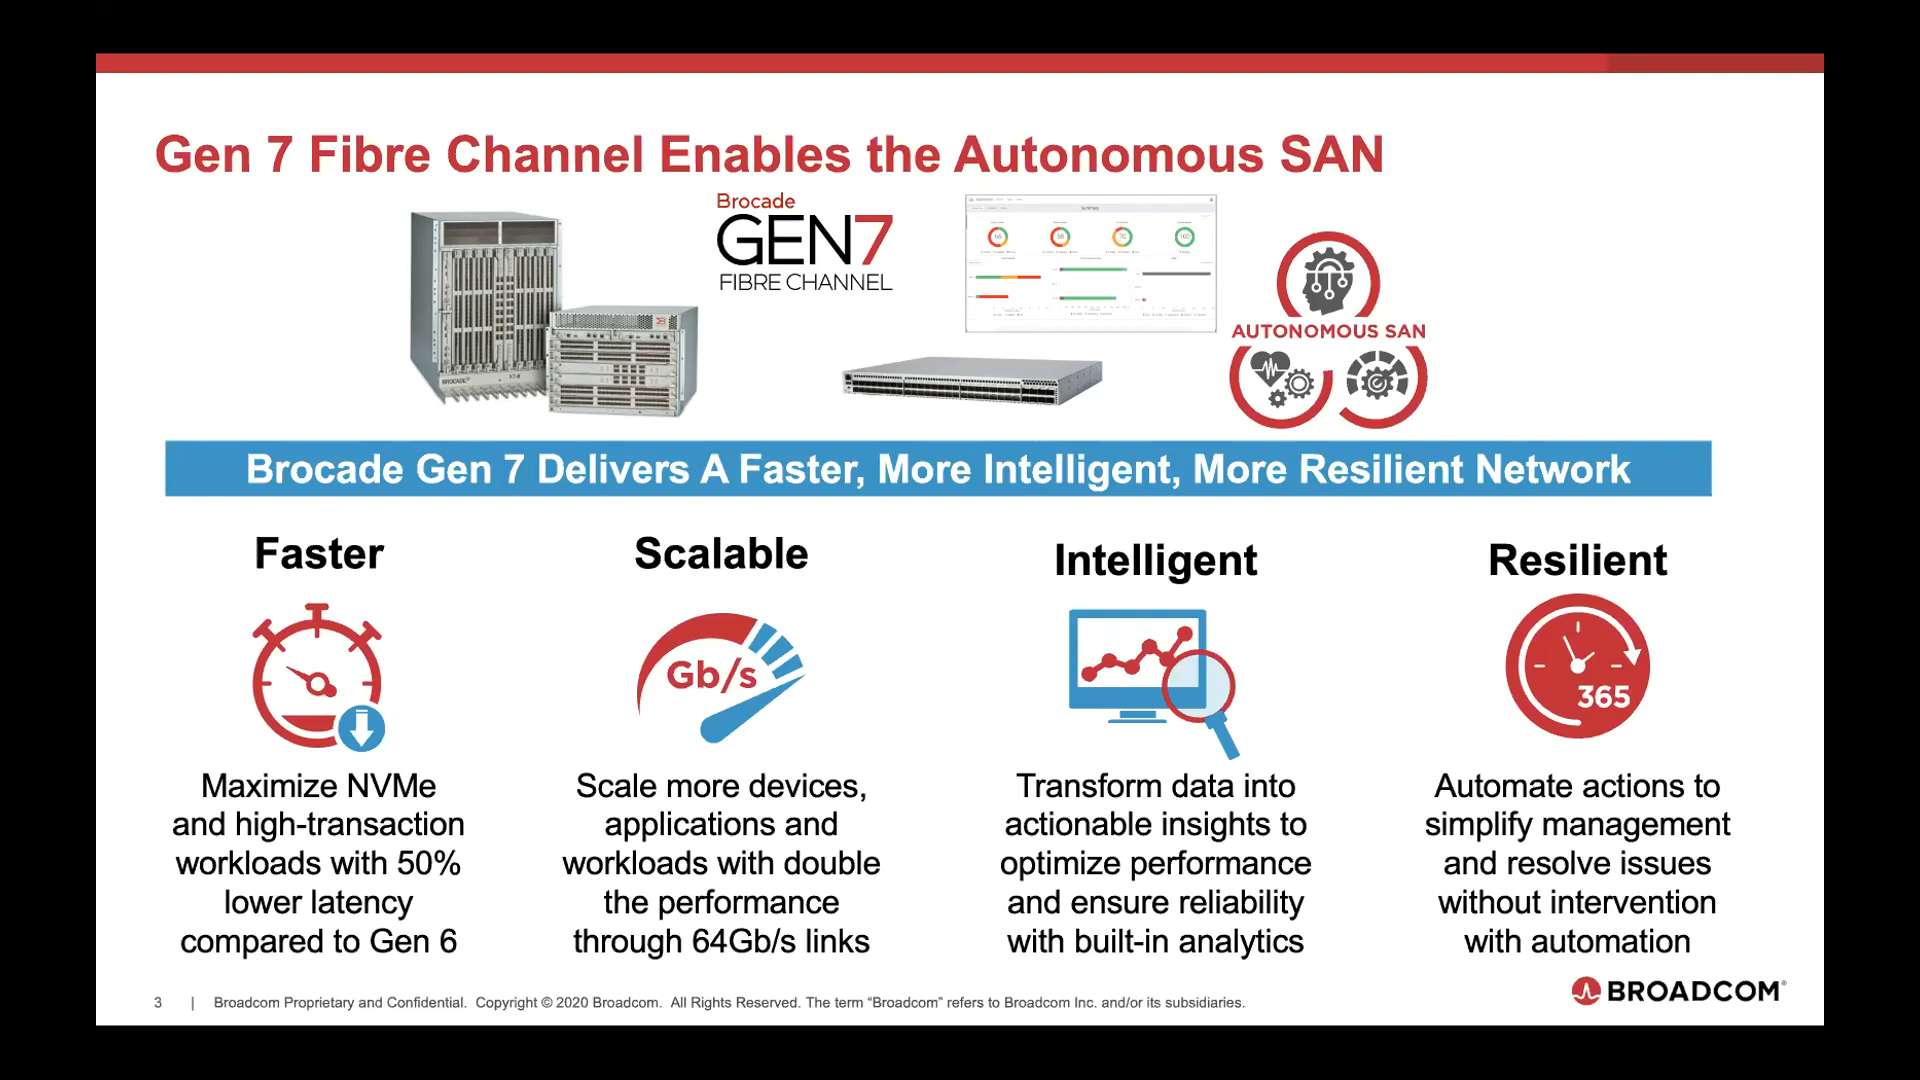 Gen 7 Fibre Channel Enables the Autonomous SAN
Brocade
GEN7
FIBRE CHANNEL
BROCADE
AUTONOMOUS SAN
Brocade Gen 7 Delivers A Faster, More Intelligent, More Resilient Network
Faster
Maximize NVMe
and high-transaction
workloads with 50%
lower latency
compared to Gen 6
Scalable
Gb/s
Scale more devices,
applications and
workloads with double
the performance
through 64Gb/s links
Intelligent
Transform data into
actionable insights to
optimize performance
and ensure reliability
with built-in analytics
Resilient
365
Automate actions to
simplify management
and resolve issues
without intervention
with automation
3 | Broadcom Proprietary and Confidential. Copyright © 2020 Broadcom. All Rights Reserved. The term “Broadcom” refers to Broadcom Inc. and/or its subsidiaries.
BROADCOM®